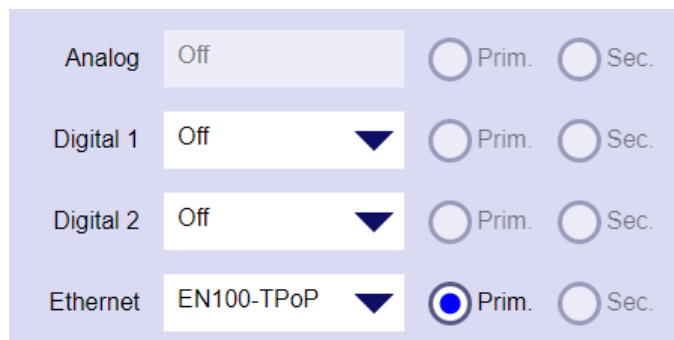 Analog Off Prim. Sec.
Digital 1 Off Prim. Sec.
Digital 2 Off Prim. Sec.
Ethernet EN100-TPoP Prim. Sec.